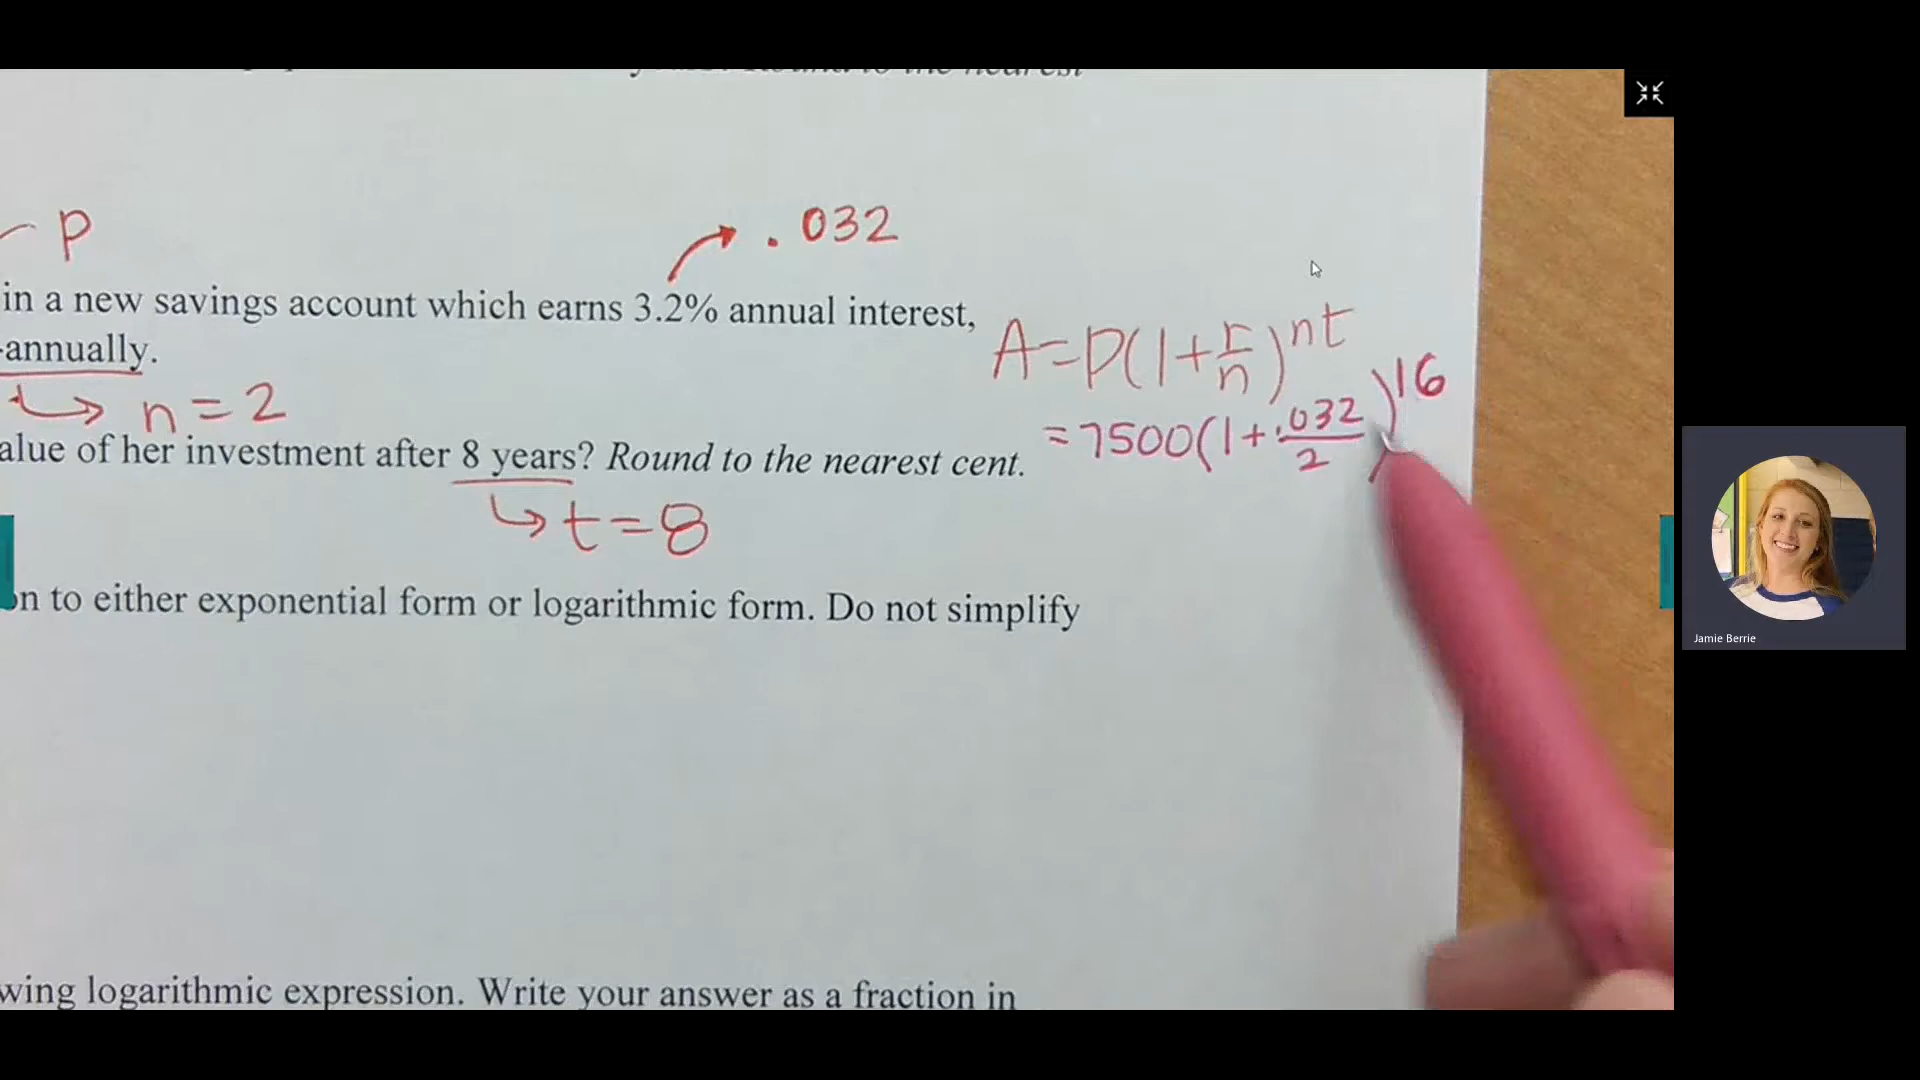 P
.032
in a new savings account which earns 3.2% annual interest,
-annually.
A=P(1+r/n)^nt
n=2
=7500(1+.032/2)^16
alue of her investment after 8 years? Round to the nearest cent.
t=8
on to either exponential form or logarithmic form. Do not simplify
Jamie Berrie
wing logarithmic expression. Write your answer as a fraction in